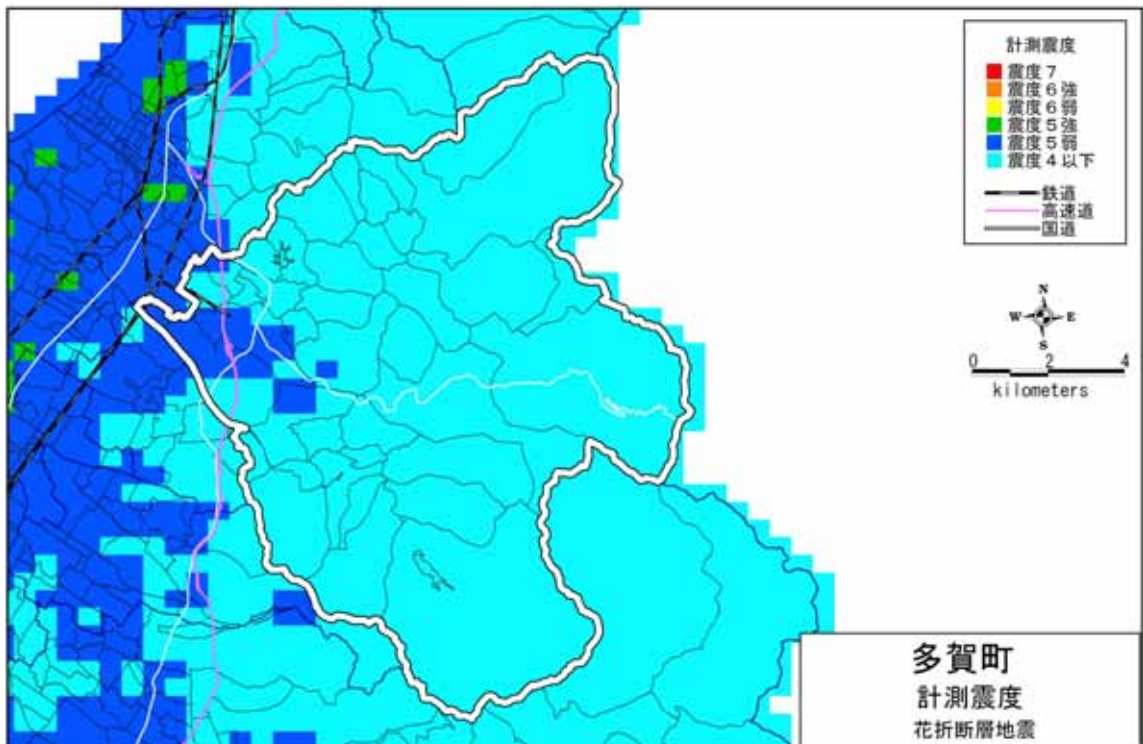 計測震度
震度7
震度6強
震度6弱
震度5強
震度5弱
震度4以下
鉄道
高速道
国道
N
W E
S
0 2 4
kilometers
多賀町
計測震度
花折断層地震